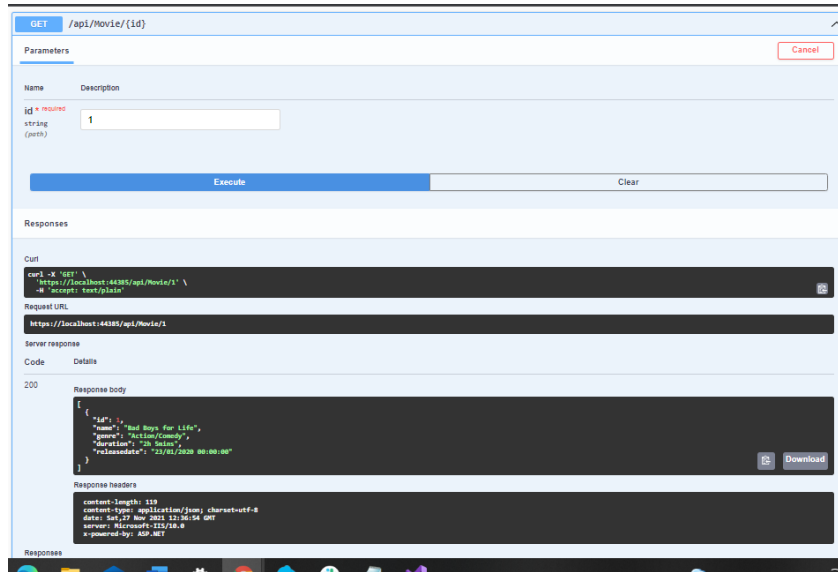 GET /api/Movie/{id}
Parameters
Cancel
Name Description
id * required
string
(path)
1
Execute Clear
Responses
Curl
curl -X 'GET' \
'https://localhost:44385/api/Movie/1' \
-H 'accept: text/plain'
Request URL
https://localhost:44385/api/Movie/1
Server response
Code Details
200
Response body
[
{
"id": 1,
"name": "Bad Boys for Life",
"genre": "Action/Comedy",
"duration": "2h 5mins",
"releasedate": "23/01/2020 00:00:00"
}
]
Download
Response headers
content-length: 119
content-type: application/json; charset=utf-8
date: Sat,27 Nov 2021 12:36:54 GMT
server: Microsoft-IIS/10.0
x-powered-by: ASP.NET
Responses